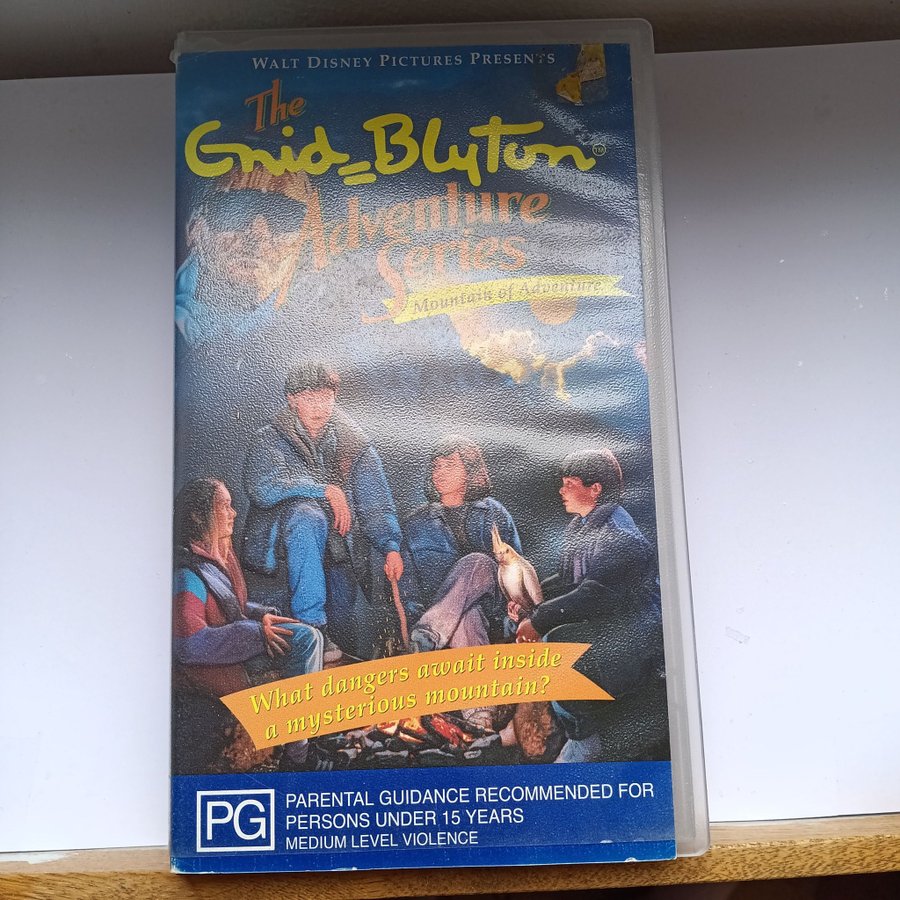 WALT DISNEY PICTURES PRESENTS
The
Enid Blyton TM
Adventure
Series
Mountain of Adventure
What dangers await inside
a mysterious mountain?
PG
PARENTAL GUIDANCE RECOMMENDED FOR
PERSONS UNDER 15 YEARS
MEDIUM LEVEL VIOLENCE